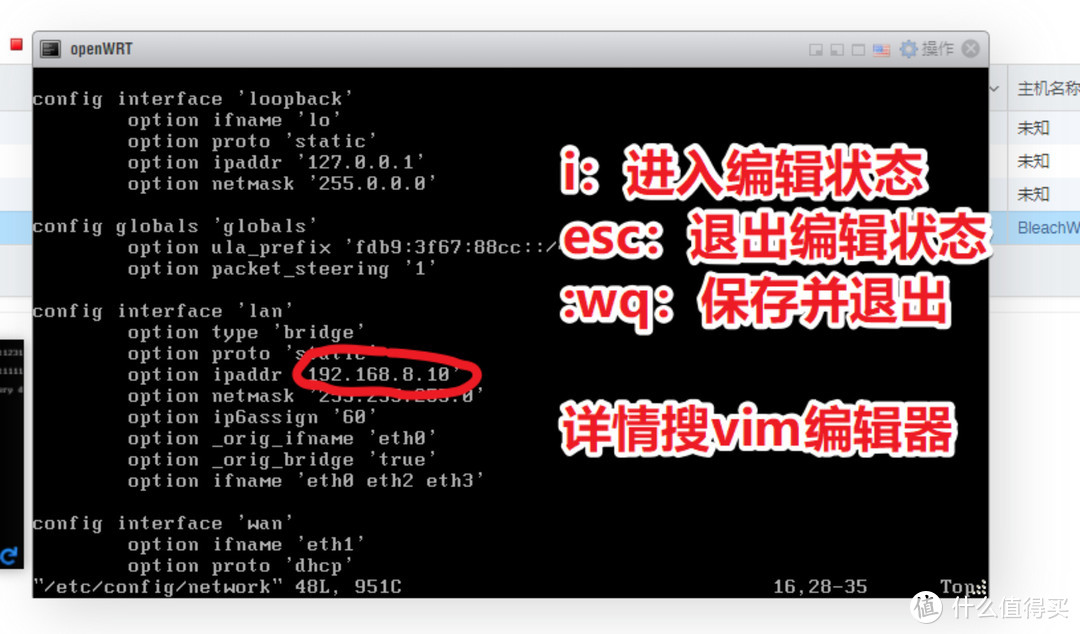 openWRT
操作
主机名称
未知
未知
未知
BleachW
config interface 'loopback'
option ifname 'lo'
option proto 'static'
option ipaddr '127.0.0.1'
option netmask '255.0.0.0'
config globals 'globals'
option ula_prefix 'fdb9:3f67:88cc::/
option packet_steering '1'
config interface 'lan'
option type 'bridge'
option proto 'static'
option ipaddr '192.168.8.10'
option netmask '255.255.255.0'
option ip6assign '60'
option _orig_ifname 'eth0'
option _orig_bridge 'true'
option ifname 'eth0 eth2 eth3'
config interface 'wan'
option ifname 'eth1'
option proto 'dhcp'
"/etc/config/network" 48L, 951C 16,28-35 Top
i：进入编辑状态
esc：退出编辑状态
:wq：保存并退出
详情搜vim编辑器
值 什么值得买